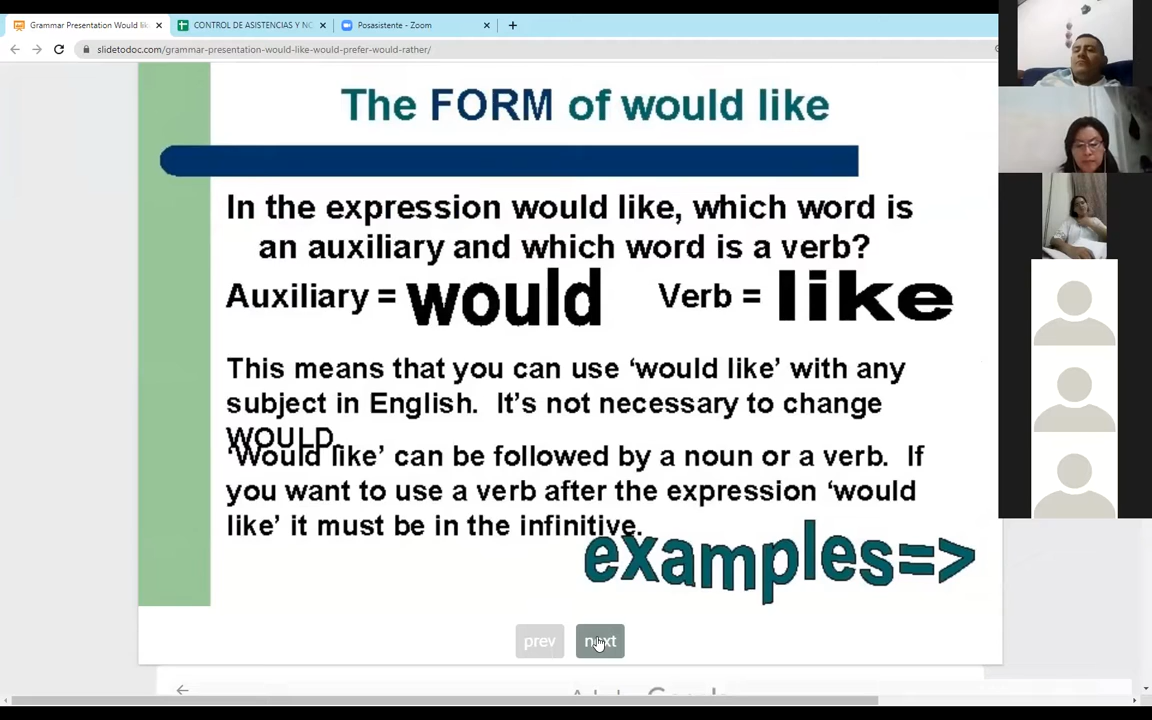 Grammar Presentation Would lik
CONTROL DE ASISTENCIAS Y NO
Posasistente - Zoom
slidetodoc.com/grammar-presentation-would-like-would-prefer-would-rather/
The FORM of would like
In the expression would like, which word is
an auxiliary and which word is a verb?
Auxiliary = would Verb = like
This means that you can use ‘would like’ with any
subject in English. It’s not necessary to change
WOULD.
‘Would like’ can be followed by a noun or a verb. If
you want to use a verb after the expression ‘would
like’ it must be in the infinitive.
examples=>
prev next